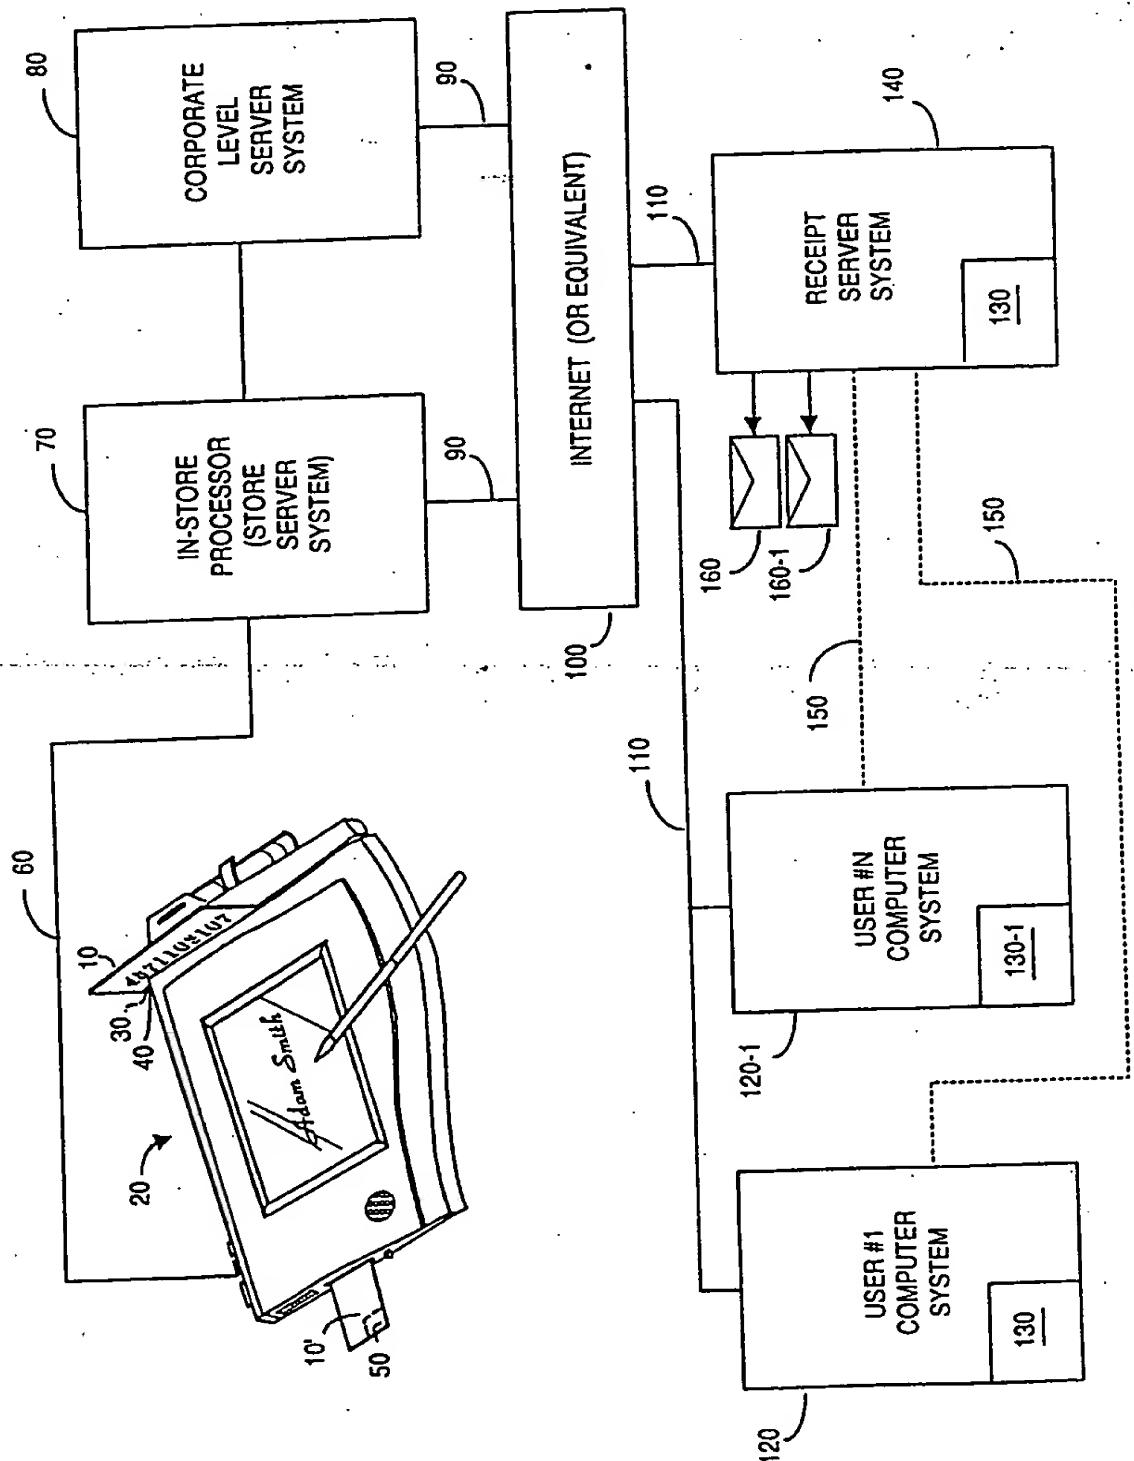 80
CORPORATE
LEVEL
SERVER
SYSTEM
90
70
IN-STORE
PROCESSOR
(STORE
SERVER
SYSTEM)
90
60
10
30
40
20
Adam Smith
10'
50
INTERNET (OR EQUIVALENT)
100
110
110
140
RECEIPT
SERVER
SYSTEM
130
160
160-1
150
150
USER #N
COMPUTER
SYSTEM
130-1
120-1
USER #1
COMPUTER
SYSTEM
130
120